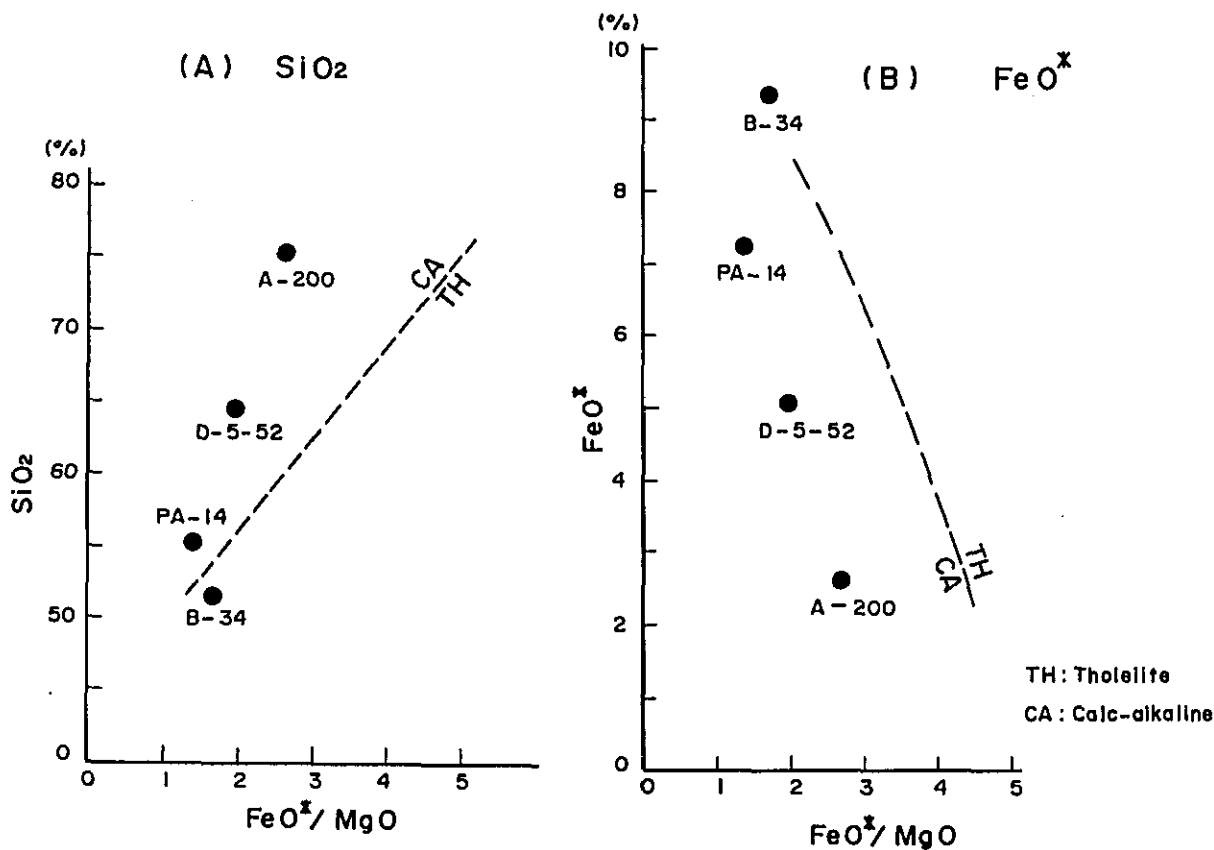 (A) SiO2
(%)
80
70
60
50
0
SiO2
A-200
D-5-52
PA-14
B-34
CA
TH
0 1 2 3 4 5
FeO*/MgO
(%)
(B) FeO*
10
8
6
4
2
0
FeO*
B-34
PA-14
D-5-52
A-200
TH
CA
0 1 2 3 4 5
FeO*/MgO
TH: Tholelite
CA: Calc-alkaline